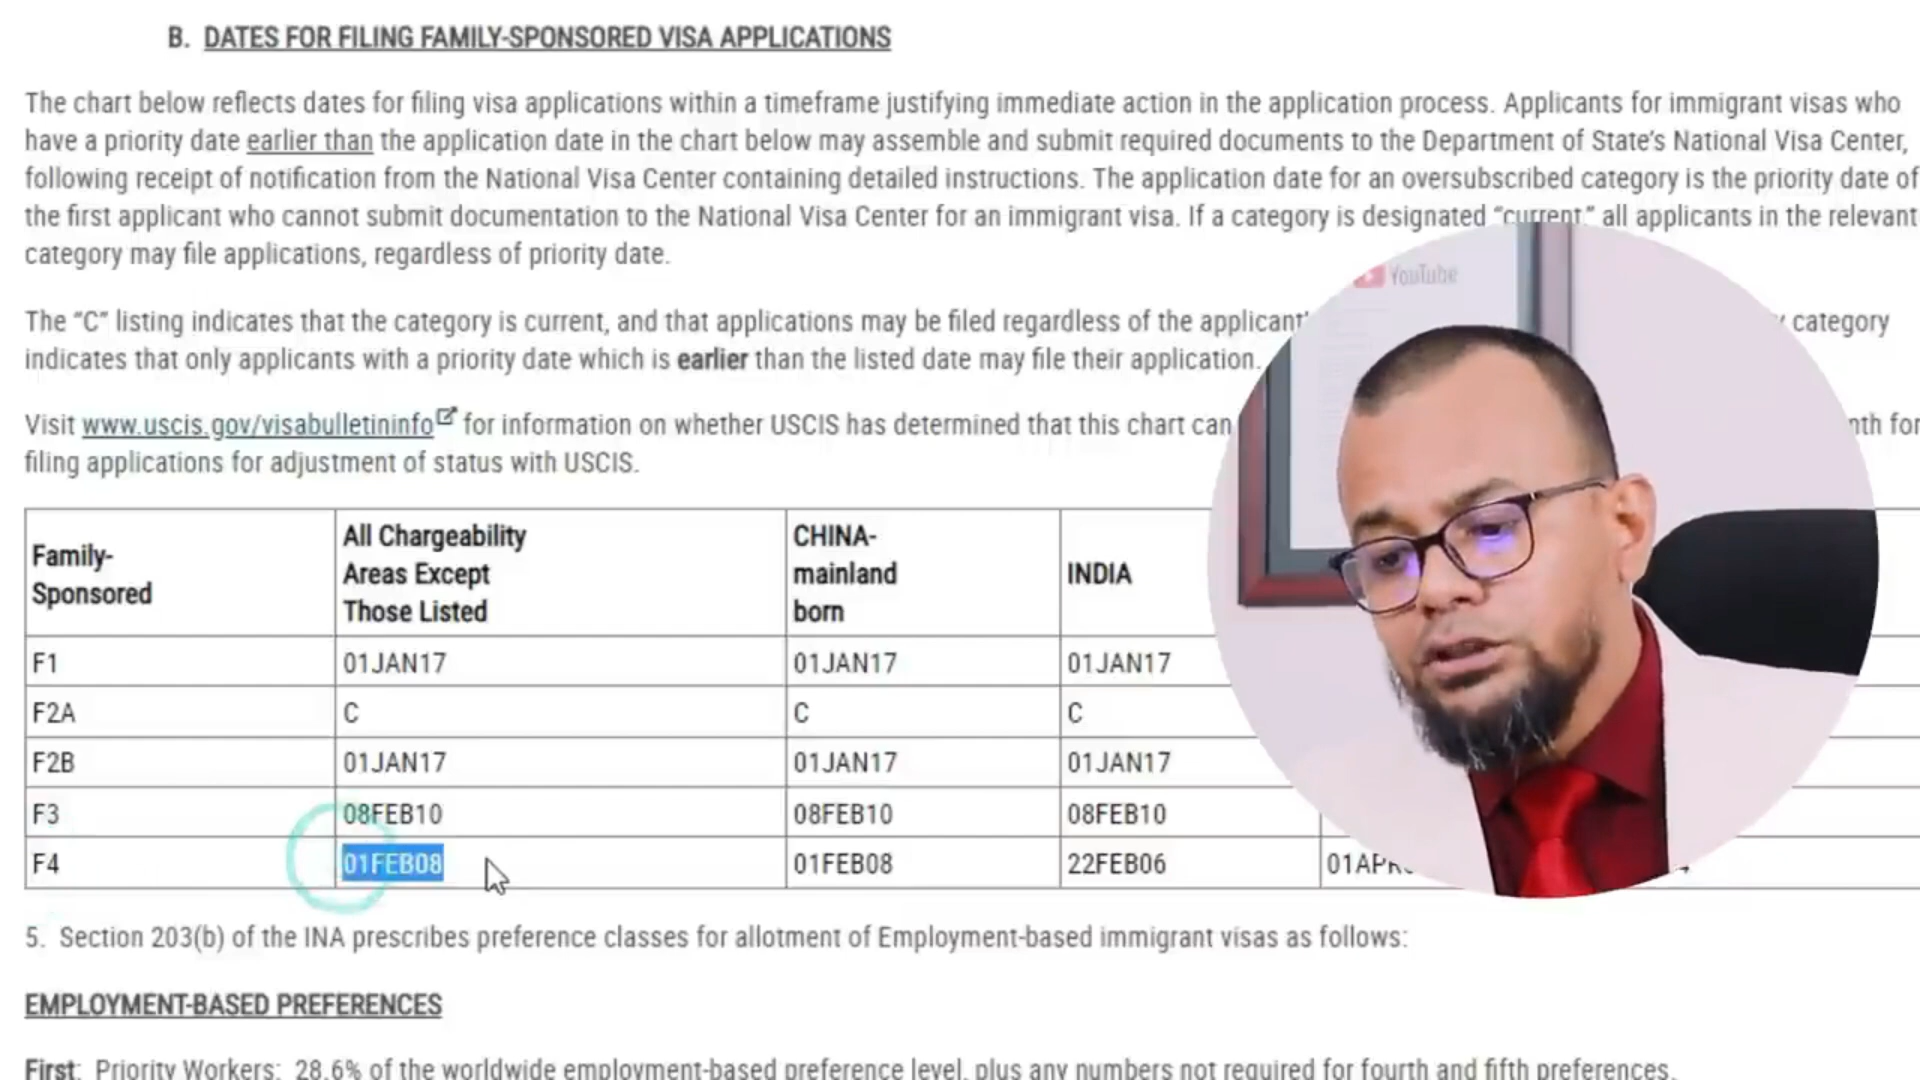 B. DATES FOR FILING FAMILY-SPONSORED VISA APPLICATIONS
The chart below reflects dates for filing visa applications within a timeframe justifying immediate action in the application process. Applicants for immigrant visas who
have a priority date earlier than the application date in the chart below may assemble and submit required documents to the Department of State's National Visa Center,
following receipt of notification from the National Visa Center containing detailed instructions. The application date for an oversubscribed category is the priority date of
the first applicant who cannot submit documentation to the National Visa Center for an immigrant visa. If a category is designated “current,” all applicants in the relevant
category may file applications, regardless of priority date.
YouTube
The “C” listing indicates that the category is current, and that applications may be filed regardless of the applicant' category
indicates that only applicants with a priority date which is earlier than the listed date may file their application.
Visit www.uscis.gov/visabulletininfo for information on whether USCIS has determined that this chart can nth for
filing applications for adjustment of status with USCIS.
Family-Sponsored All Chargeability Areas Except Those Listed CHINA-mainland born INDIA
F1 01JAN17 01JAN17 01JAN17
F2A C C C
F2B 01JAN17 01JAN17 01JAN17
F3 08FEB10 08FEB10 08FEB10
F4 01FEB08 01FEB08 22FEB06 01APR
5. Section 203(b) of the INA prescribes preference classes for allotment of Employment-based immigrant visas as follows:
EMPLOYMENT-BASED PREFERENCES
First: Priority Workers: 28.6% of the worldwide employment-based preference level, plus any numbers not required for fourth and fifth preferences.